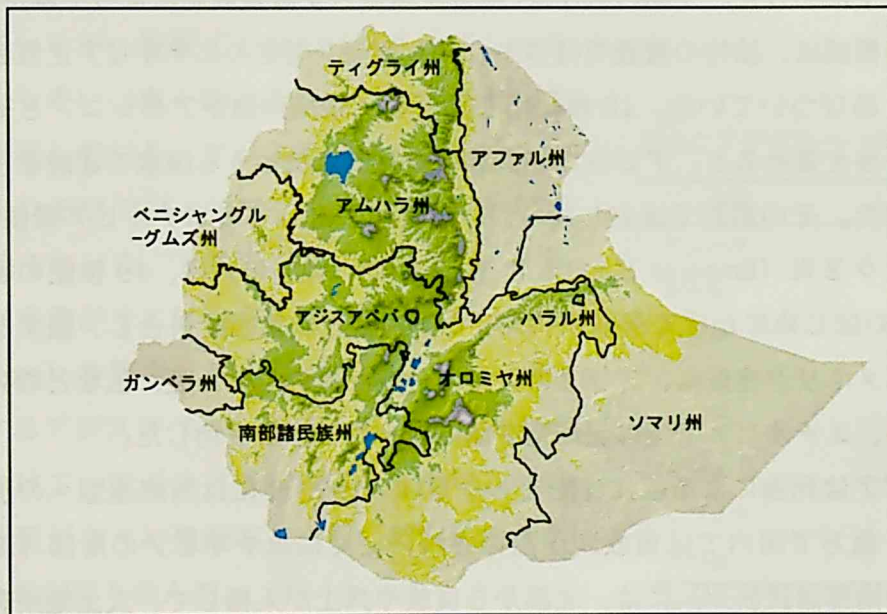 ティグライ州
アファル州
アムハラ州
ベニシャングル
-グムズ州
アジスアベバ
ハラル州
ガンベラ州
オロミヤ州
ソマリ州
南部諸民族州